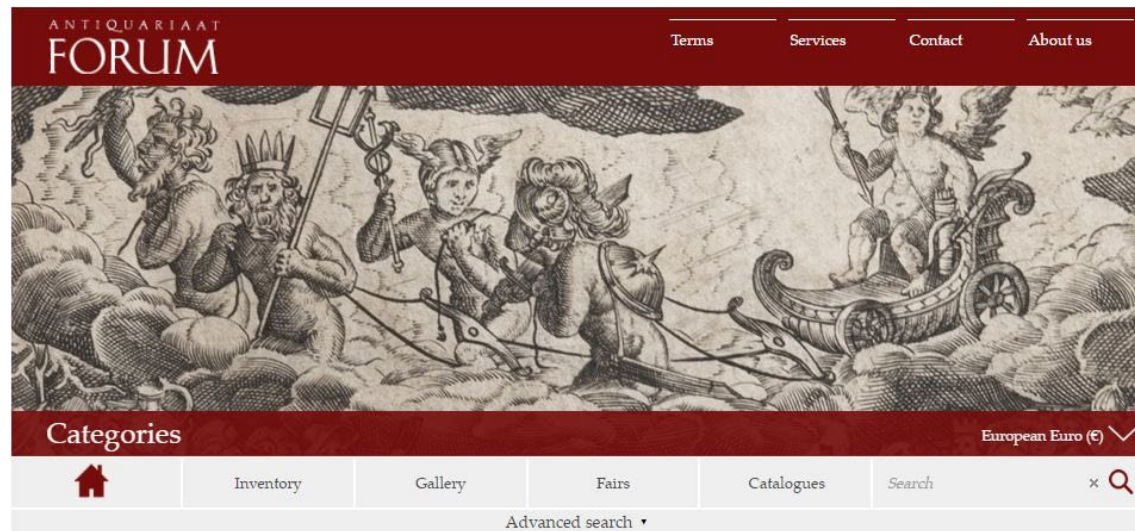 ANTIQUARIAAT
FORUM
Terms Services Contact About us
Categories
European Euro (€)
Inventory Gallery Fairs Catalogues Search ×
Advanced search ▾